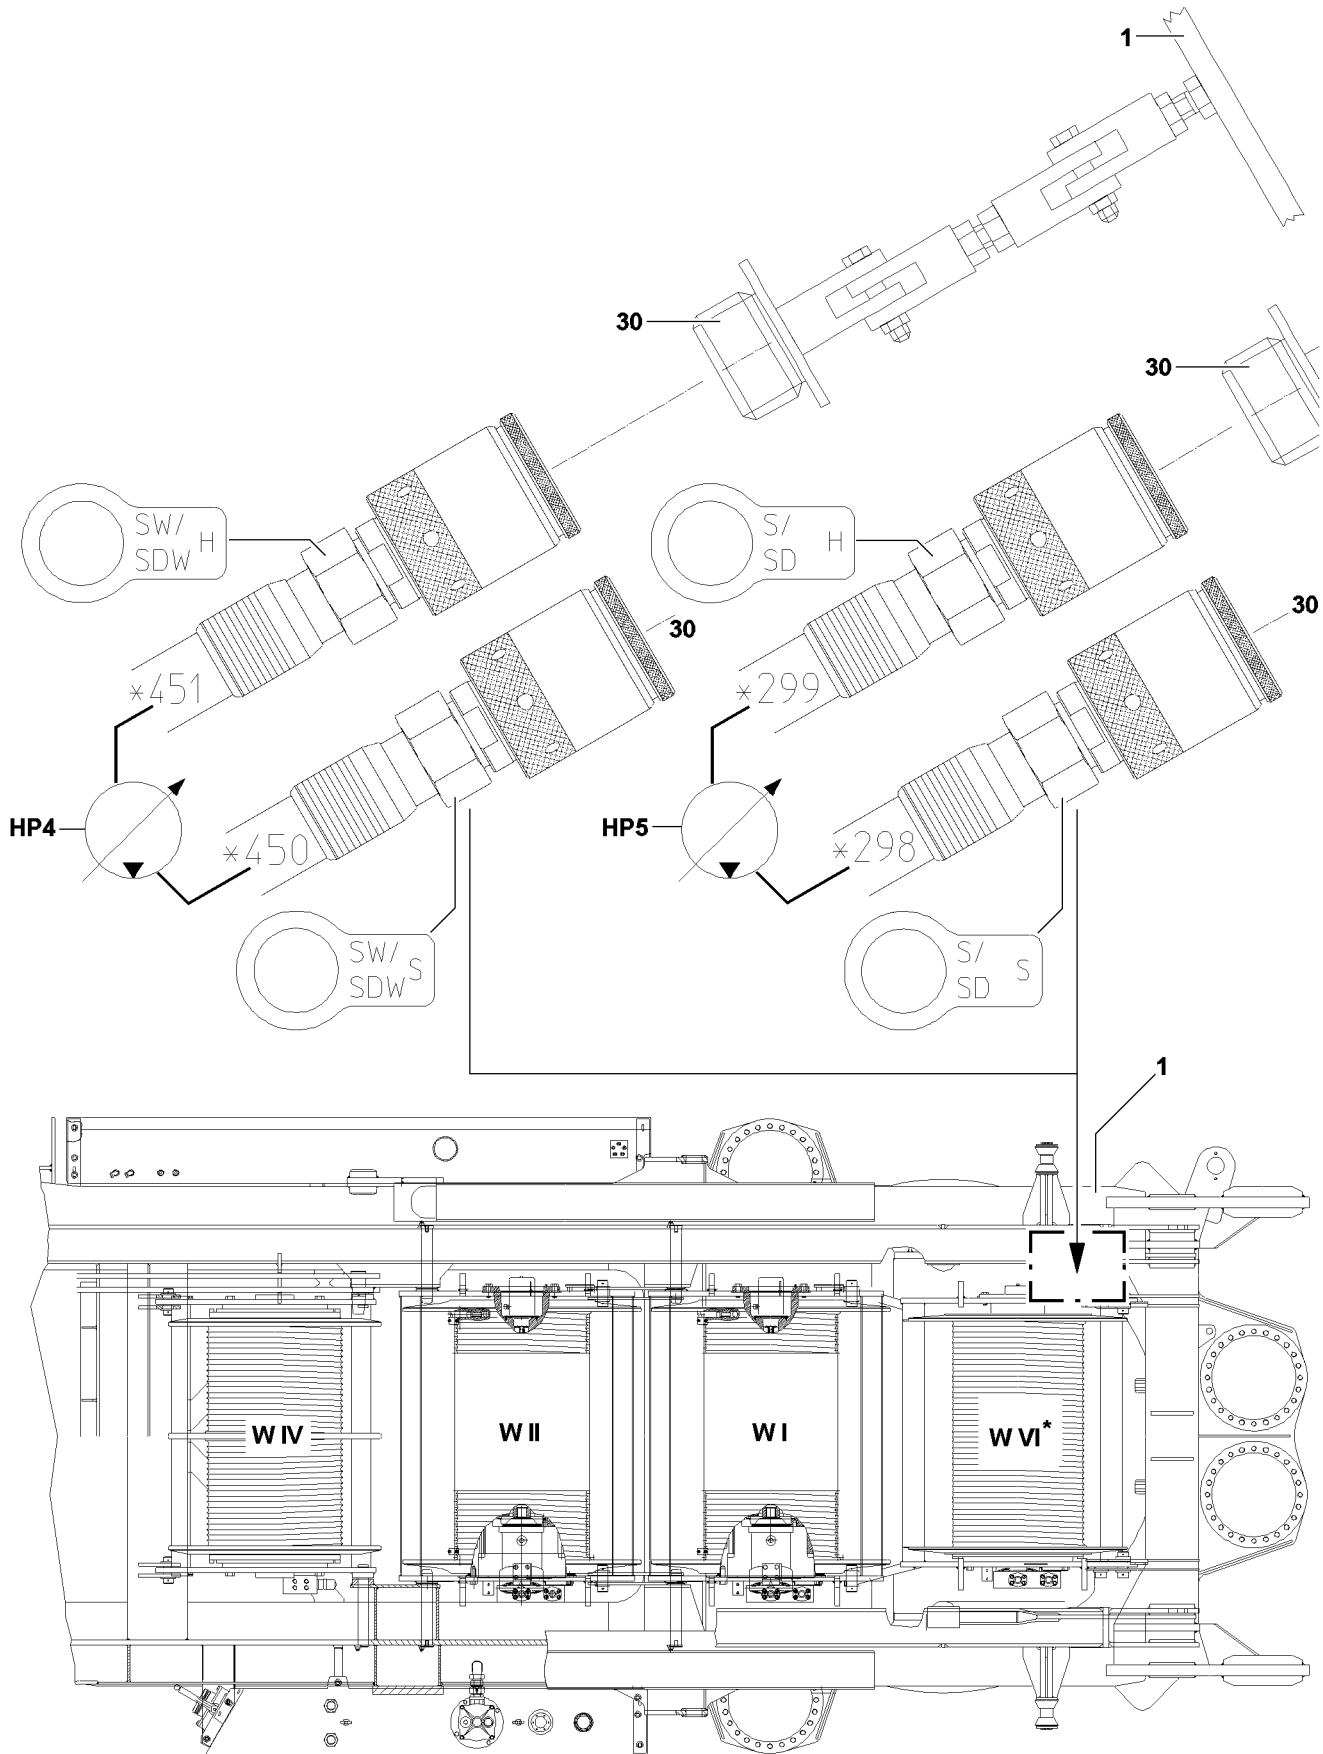 1
30
30
SW/
SDW H
S/
SD H
30
30
*451
*299
HP4
HP5
*450
*298
SW/
SDW S
S/
SD S
1
W IV
W II
W I
W VI*